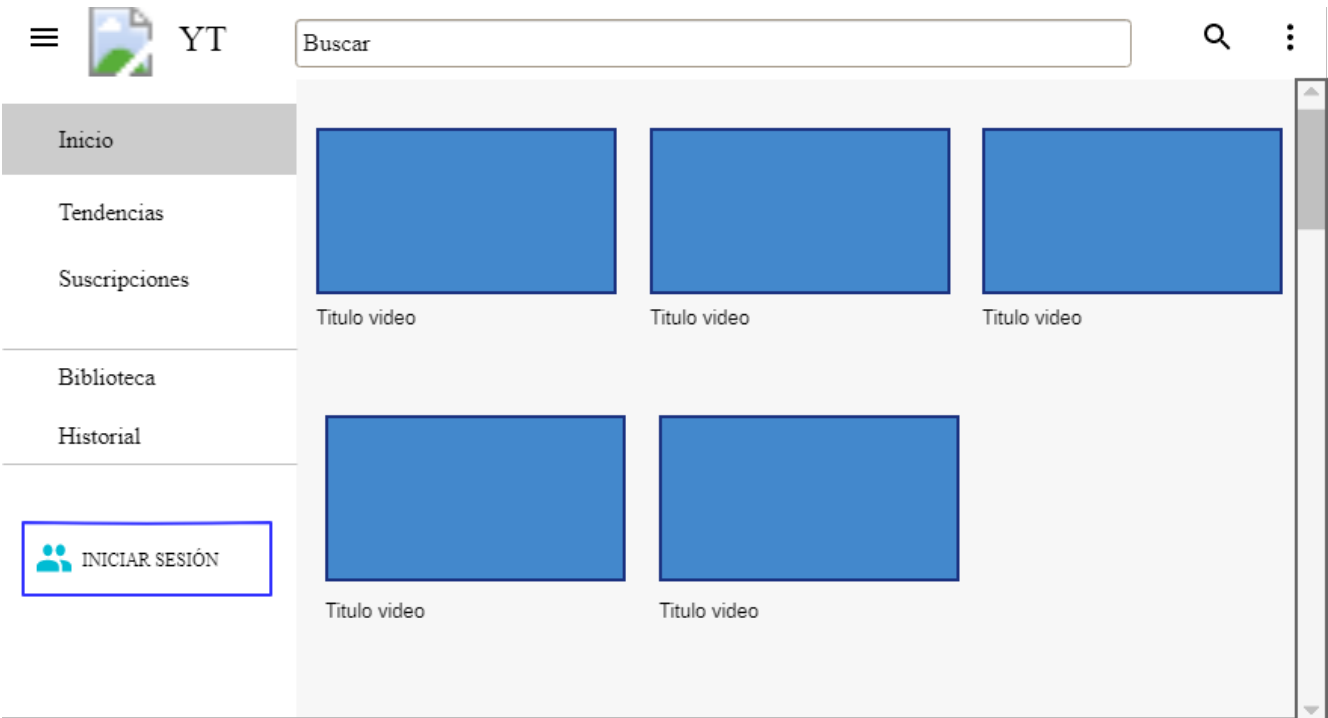 YT
Buscar
Inicio
Tendencias
Suscripciones
Biblioteca
Historial
INICIAR SESIÓN
Titulo video
Titulo video
Titulo video
Titulo video
Titulo video